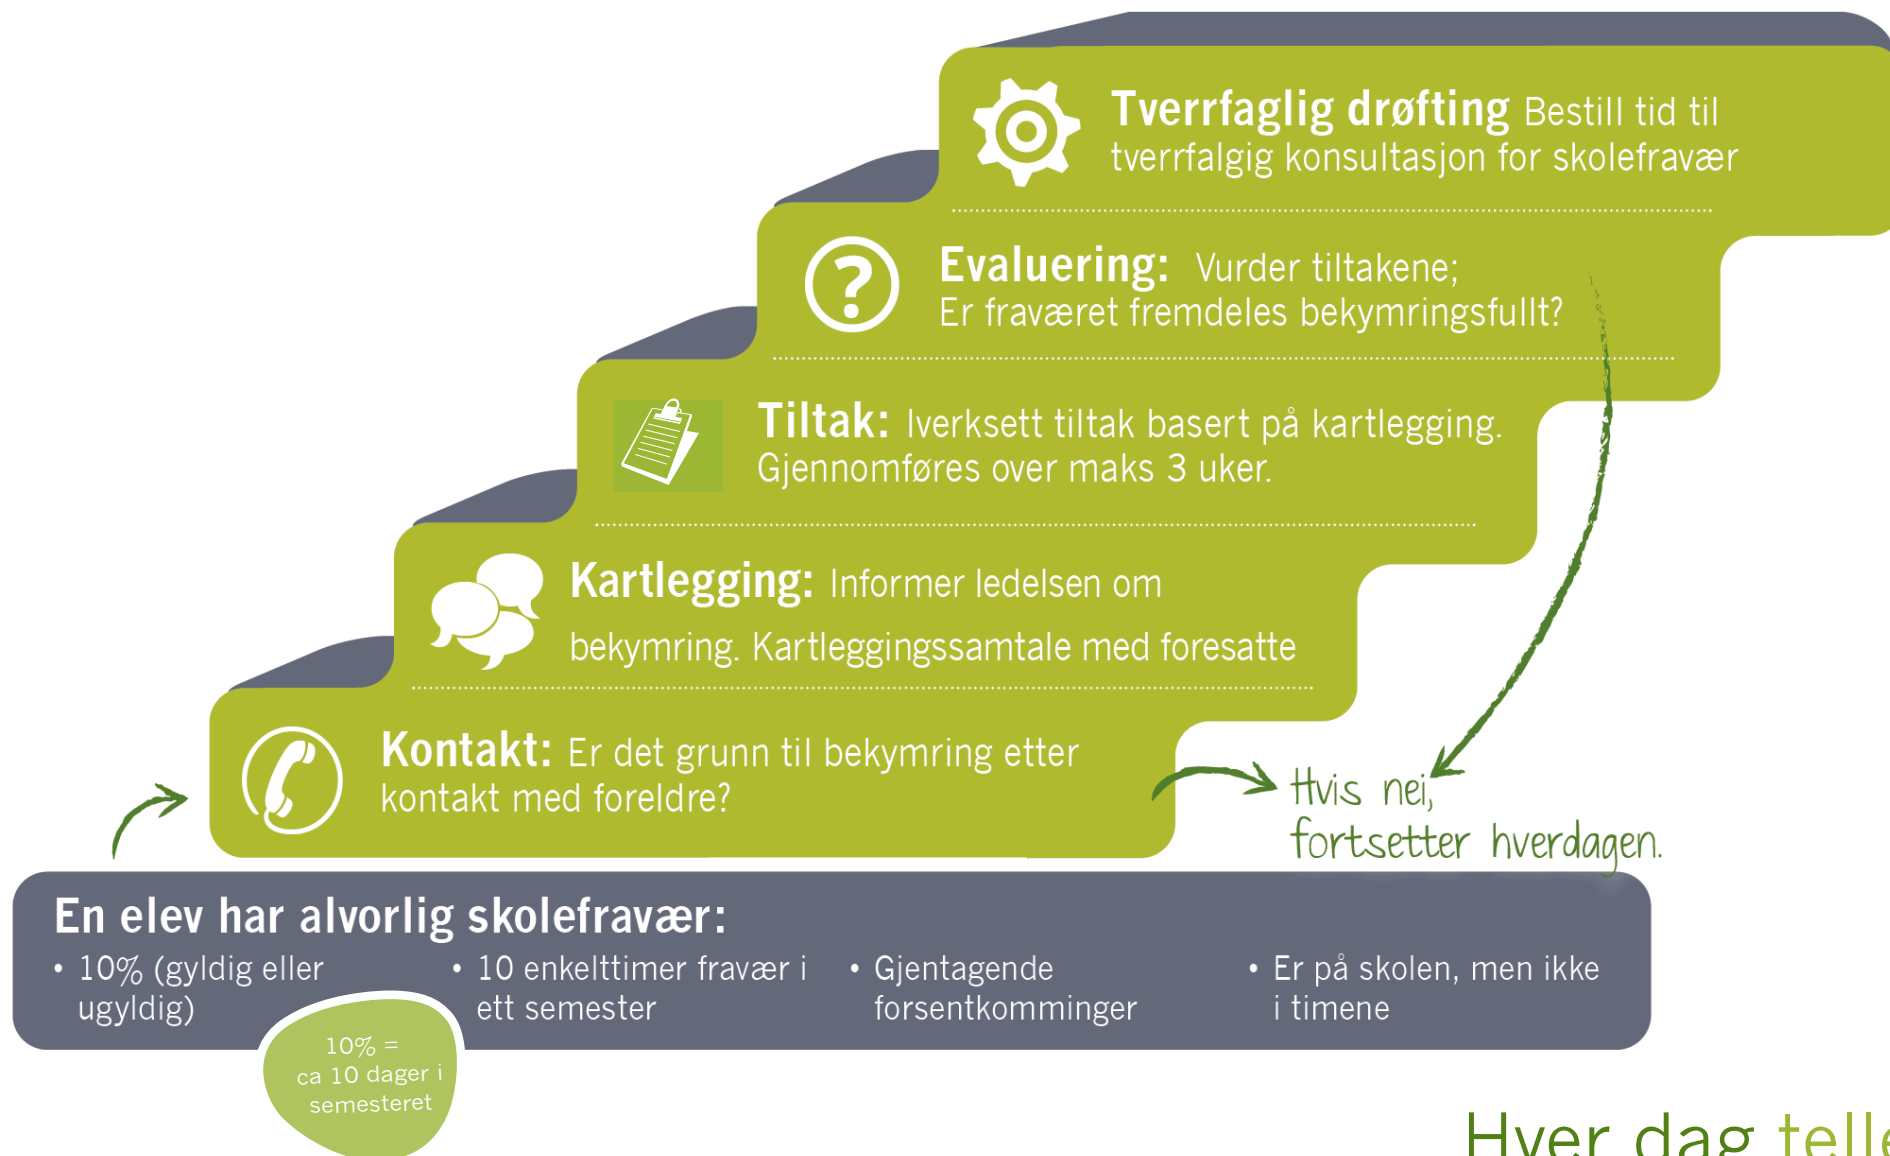 Tverrfaglig drøfting Bestill tid til
tverrfalgig konsultasjon for skolefravær
Evaluering: Vurder tiltakene;
Er fraværet fremdeles bekymringsfullt?
Tiltak: Iverksett tiltak basert på kartlegging.
Gjennomføres over maks 3 uker.
Kartlegging: Informer ledelsen om
bekymring. Kartleggingssamtale med foresatte
Kontakt: Er det grunn til bekymring etter
kontakt med foreldre?
Hvis nei,
fortsetter hverdagen.
En elev har alvorlig skolefravær:
• 10% (gyldig eller
ugyldig)
• 10 enkelttimer fravær i
ett semester
• Gjentagende
forsentkomminger
• Er på skolen, men ikke
i timene
10% =
ca 10 dager i
semesteret
Hver dag telle